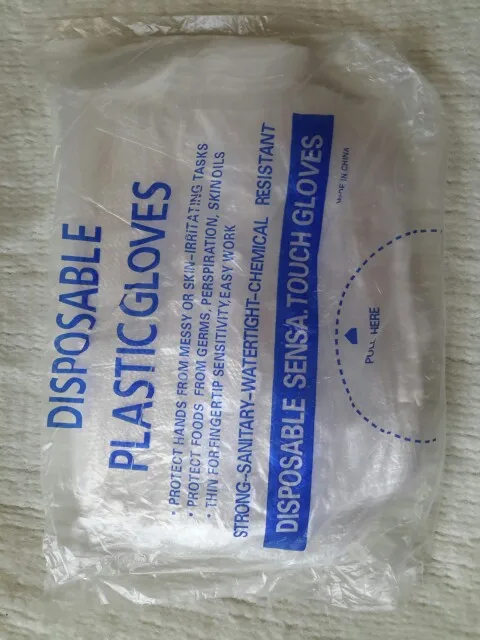 DISPOSABLE
PLASTIC GLOVES
• PROTECT HANDS FROM MESSY OR SKIN-IRRITATING TASKS
• PROTECT FOODS FROM GERMS, PERSPIRATION, SKIN OILS
• THIN FOR FINGERTIP SENSITIVITY, EASY WORK
STRONG-SANITARY-WATERTIGHT-CHEMICAL RESISTANT
DISPOSABLE SENSA.TOUCH GLOVES
MADE IN CHINA
PULL HERE